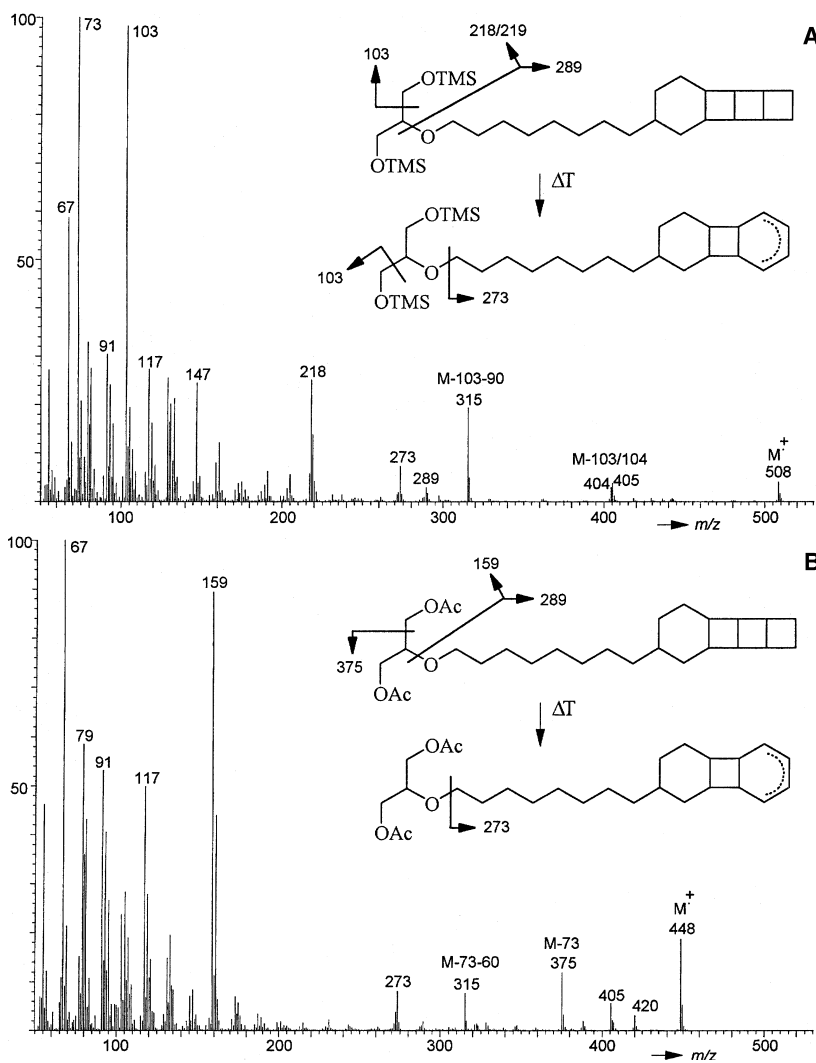 A
100
73
103
67
50
91
117
147
218
273
289
M-103-90
315
M-103/104
404 405
M+.
508
218/219
103
289
OTMS
O
OTMS
ΔT
OTMS
O
103
OTMS
273
100
200
300
400
500
m/z
B
100
67
159
79
91
50
117
273
M-73-60
315
M-73
375
405
420
M+.
448
159
OAc
289
375
O
OAc
ΔT
OAc
O
OAc
273
100
200
300
400
500
m/z